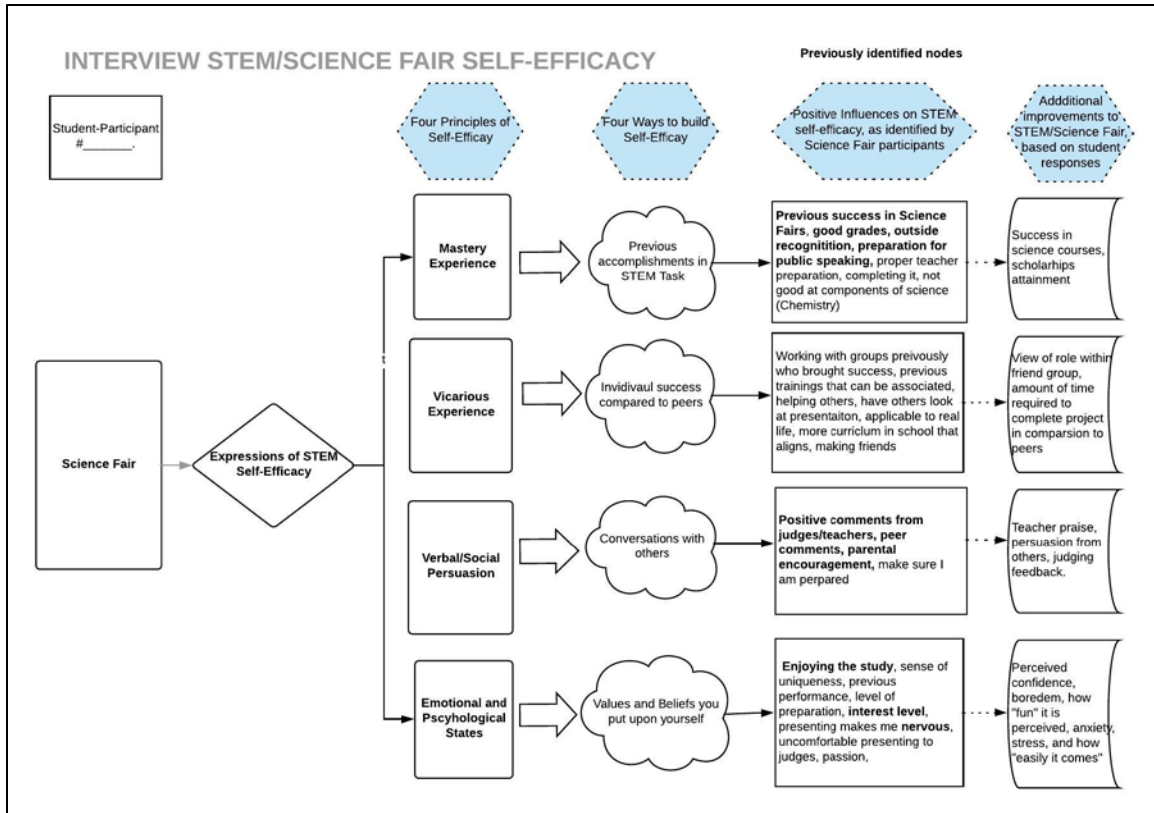 INTERVIEW STEM/SCIENCE FAIR SELF-EFFICACY
Previously identified nodes
Student-Participant
#_______.
Four Principles of
Self-Efficay
Four Ways to build
Self-Efficay
Positive Influences on STEM
self-efficacy, as identified by
Science Fair participants
Addditional
improvements to
STEM/Science Fair,
based on student
responses
Science Fair
Expressions of STEM
Self-Efficacy
t
Mastery
Experience
Previous
accomplishments in
STEM Task
Previous success in Science
Fairs, good grades, outside
recognitition, preparation for
public speaking, proper teacher
preparation, completing it, not
good at components of science
(Chemistry)
Success in
science courses,
scholarhips
attainment
Vicarious
Experience
Invidivaul success
compared to peers
Working with groups preivously
who brought success, previous
trainings that can be associated,
helping others, have others look
at presentaiton, applicable to real
life, more curriclum in school that
aligns, making friends
View of role within
friend group,
amount of time
required to
complete project
in comparsion to
peers
Verbal/Social
Persuasion
Conversations with
others
Positive comments from
judges/teachers, peer
comments, parental
encouragement, make sure I
am perpared
Teacher praise,
persuasion from
others, judging
feedback.
Emotional and
Pscyhological
States
Values and Beliefs you
put upon yourself
Enjoying the study, sense of
uniqueness, previous
performance, level of
preparation, interest level,
presenting makes me nervous,
uncomfortable presenting to
judges, passion,
Perceived
confidence,
boredem, how
"fun" it is
perceived, anxiety,
stress, and how
"easily it comes"